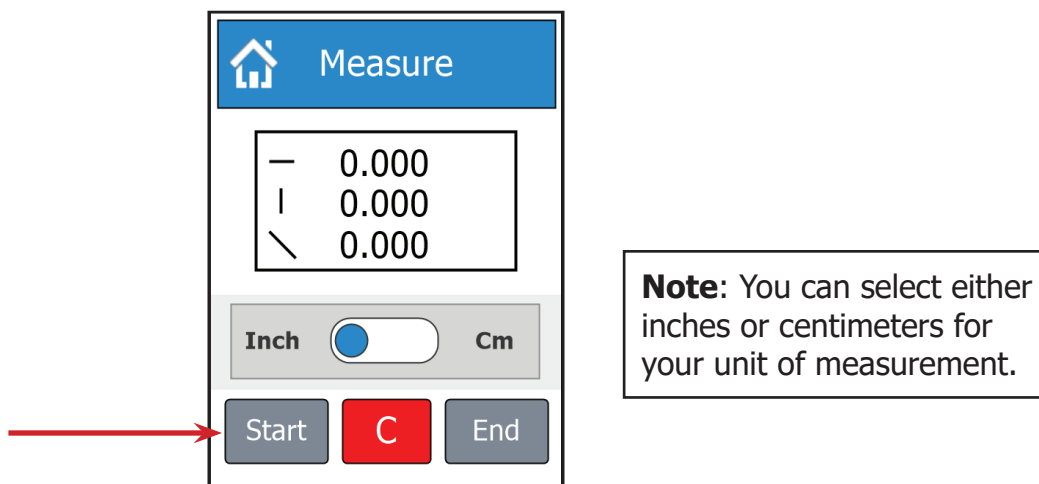 Measure
0.000
0.000
0.000
Inch Cm
Start C End
Note: You can select either
inches or centimeters for
your unit of measurement.